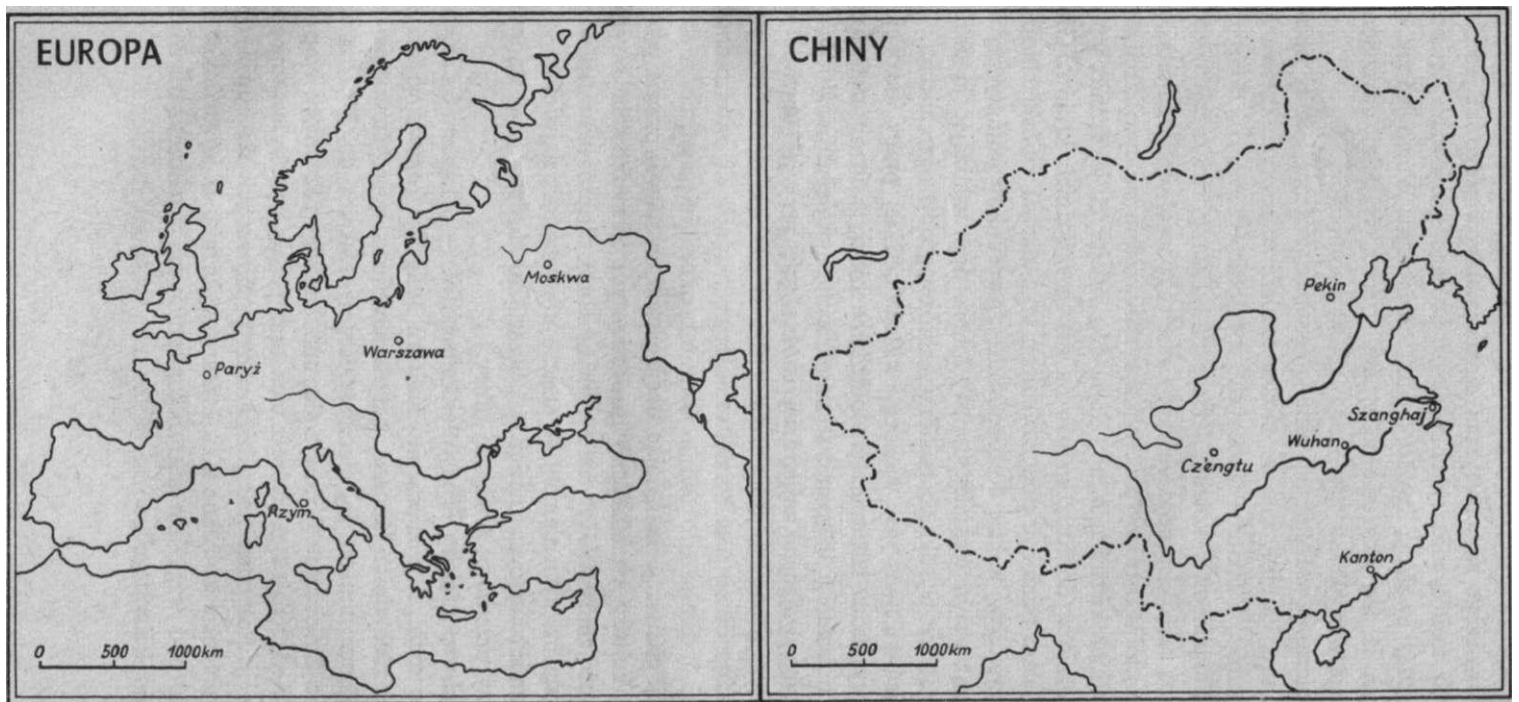 EUROPA
Moskwa
Warszawa
Paryż
Rzym
0 500 1000km
CHINY
Pekin
Szanghaj
Wuhan
Czengtu
Kanton
0 500 1000km